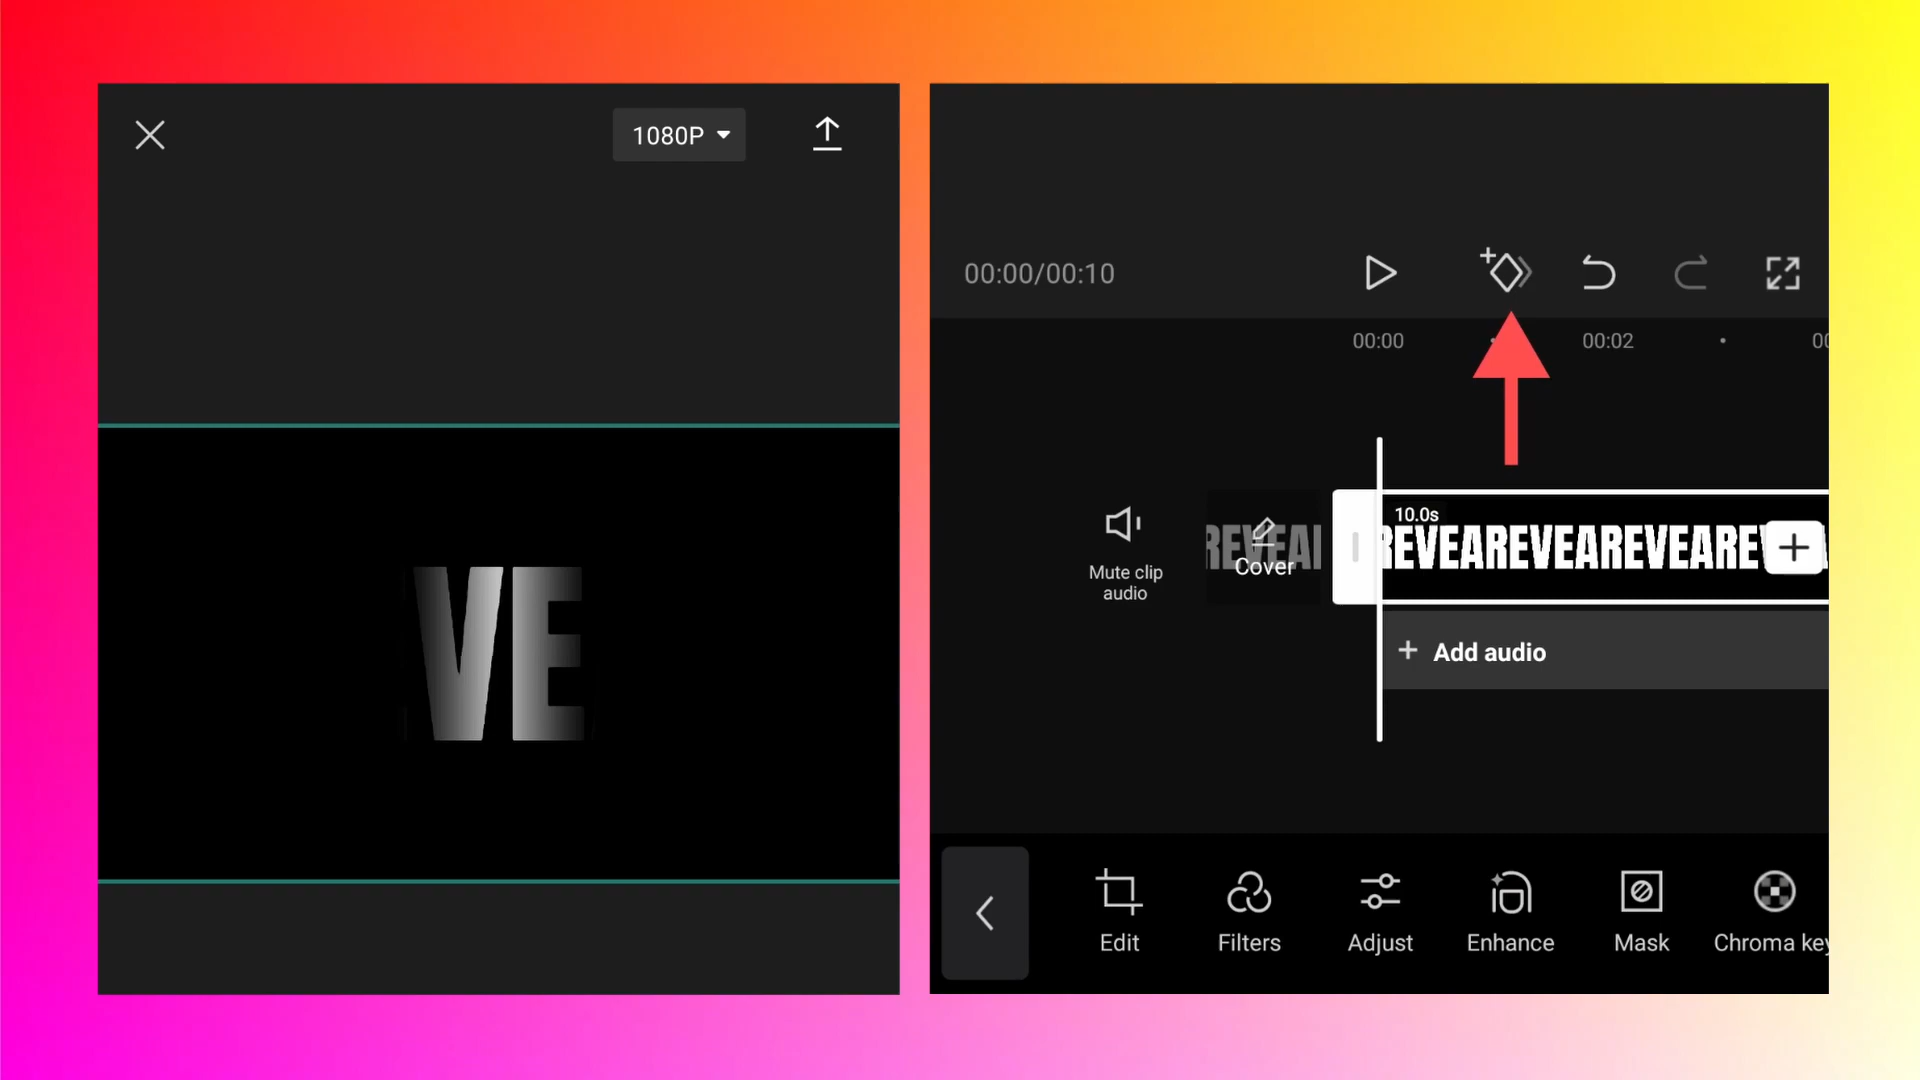 1080P
VE
00:00/00:10
00:00
00:02
Mute clip
audio
Cover
10.0s
REVEAREVEAREVEAREV
Add audio
Edit
Filters
Adjust
Enhance
Mask
Chroma key